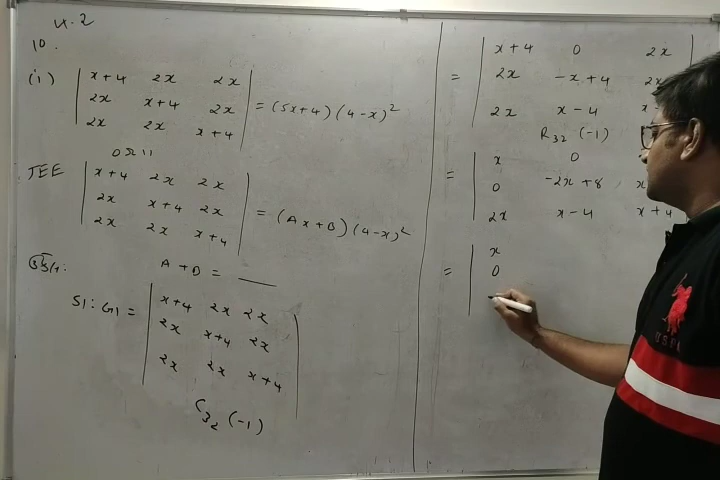 4.2
10.
(i) | x+4 2x 2x |
| 2x x+4 2x | = (5x+4)(4-x)²
| 2x 2x x+4 |
JEE | x+4 2x 2x |
| 2x x+4 2x | = (Ax+B)(4-x)²
| 2x 2x x+4 |
A+B = ___
S1: G1 = | x+4 2x 2x |
| 2x x+4 2x |
| 2x 2x x+4 |
C₃₂ (-1)
= | x+4 0 2x |
| 2x -x+4 2x
| 2x x-4 x
R₃₂ (-1)
= | x 0
| 0 -2x+8 x
| 2x x-4 x+4
= | x
| 0
U.S.P